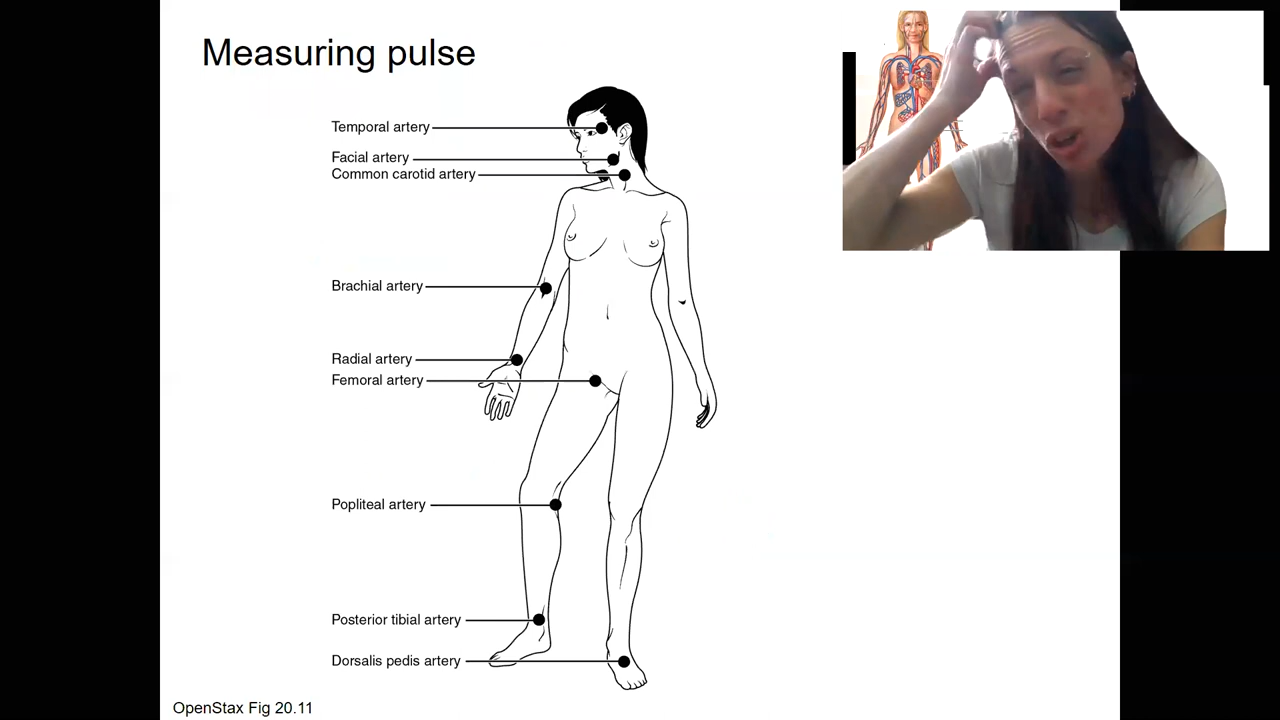 Measuring pulse
Temporal artery
Facial artery
Common carotid artery
Brachial artery
Radial artery
Femoral artery
Popliteal artery
Posterior tibial artery
Dorsalis pedis artery
OpenStax Fig 20.11